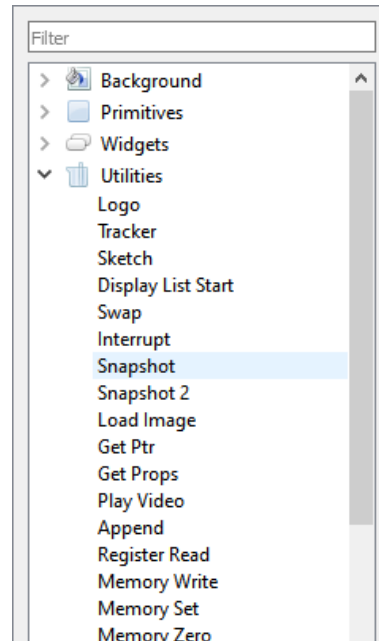 Filter
Background
Primitives
Widgets
Utilities
Logo
Tracker
Sketch
Display List Start
Swap
Interrupt
Snapshot
Snapshot 2
Load Image
Get Ptr
Get Props
Play Video
Append
Register Read
Memory Write
Memory Set
Memory Zero